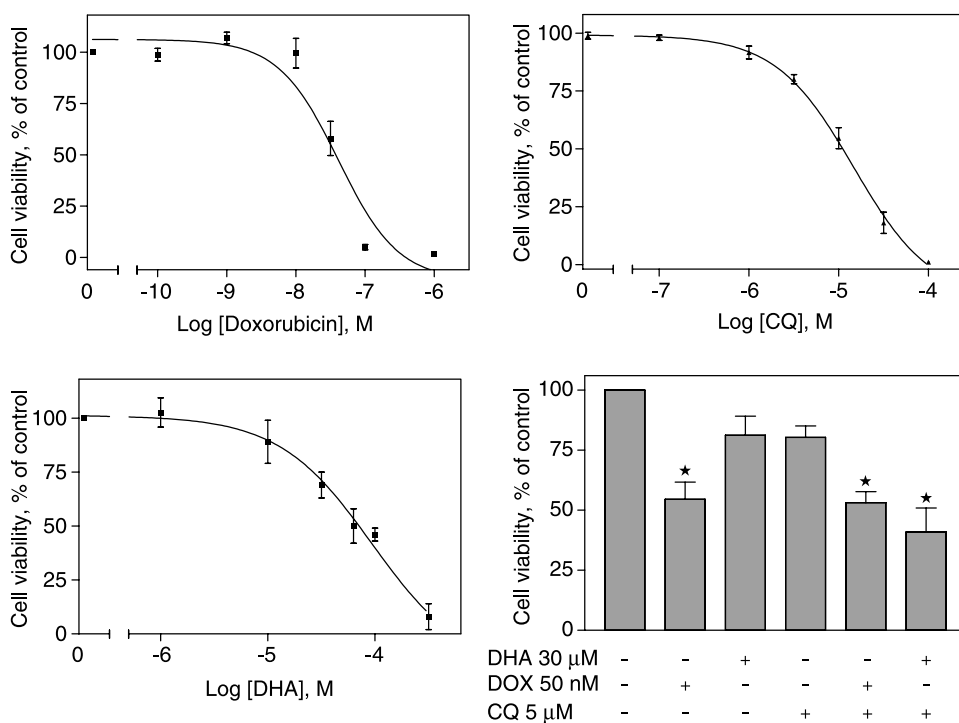 Cell viability, % of control
100
75
50
25
0
0 -10 -9 -8 -7 -6
Log [Doxorubicin], M
Cell viability, % of control
100
75
50
25
0
0 -7 -6 -5 -4
Log [CQ], M
Cell viability, % of control
100
75
50
25
0
0 -6 -5 -4
Log [DHA], M
Cell viability, % of control
100
75
50
25
0
★ ★ ★
DHA 30 μM - - + - - +
DOX 50 nM - + - - + -
CQ 5 μM - - - + + +